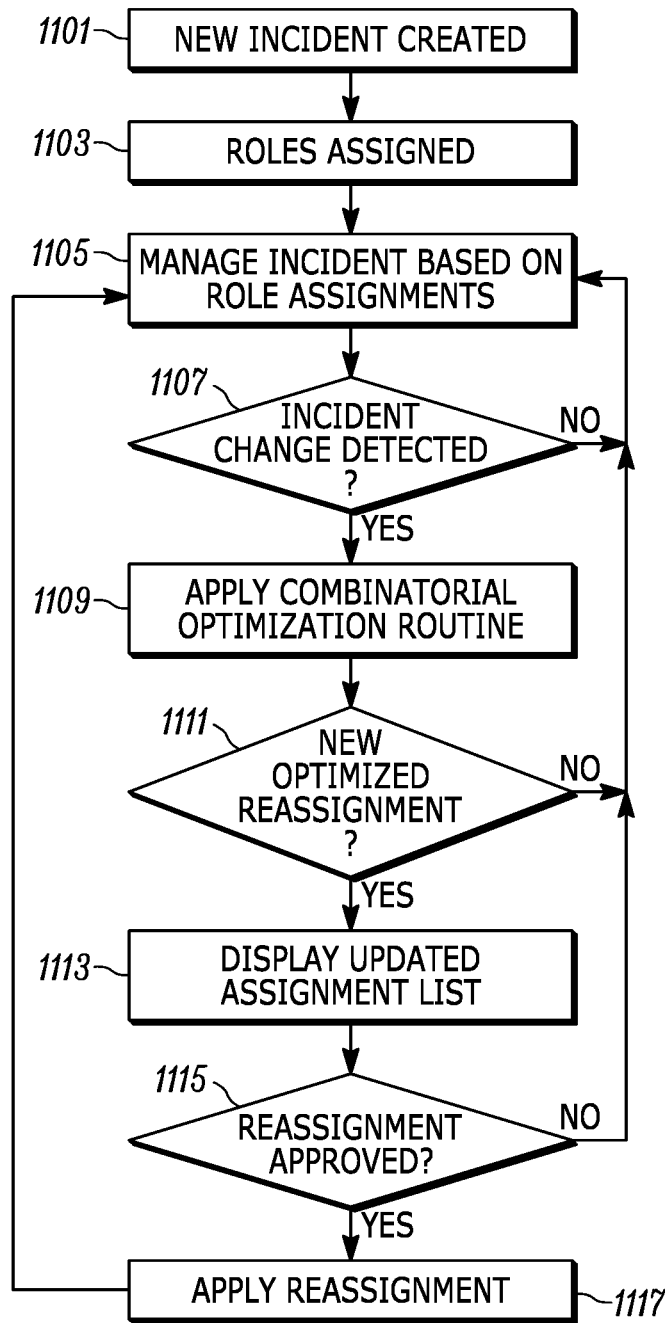 1101
NEW INCIDENT CREATED
1103
ROLES ASSIGNED
1105
MANAGE INCIDENT BASED ON
ROLE ASSIGNMENTS
1107
INCIDENT
CHANGE DETECTED
?
NO
YES
1109
APPLY COMBINATORIAL
OPTIMIZATION ROUTINE
1111
NEW
OPTIMIZED
REASSIGNMENT
?
NO
YES
1113
DISPLAY UPDATED
ASSIGNMENT LIST
1115
REASSIGNMENT
APPROVED?
NO
YES
APPLY REASSIGNMENT
1117